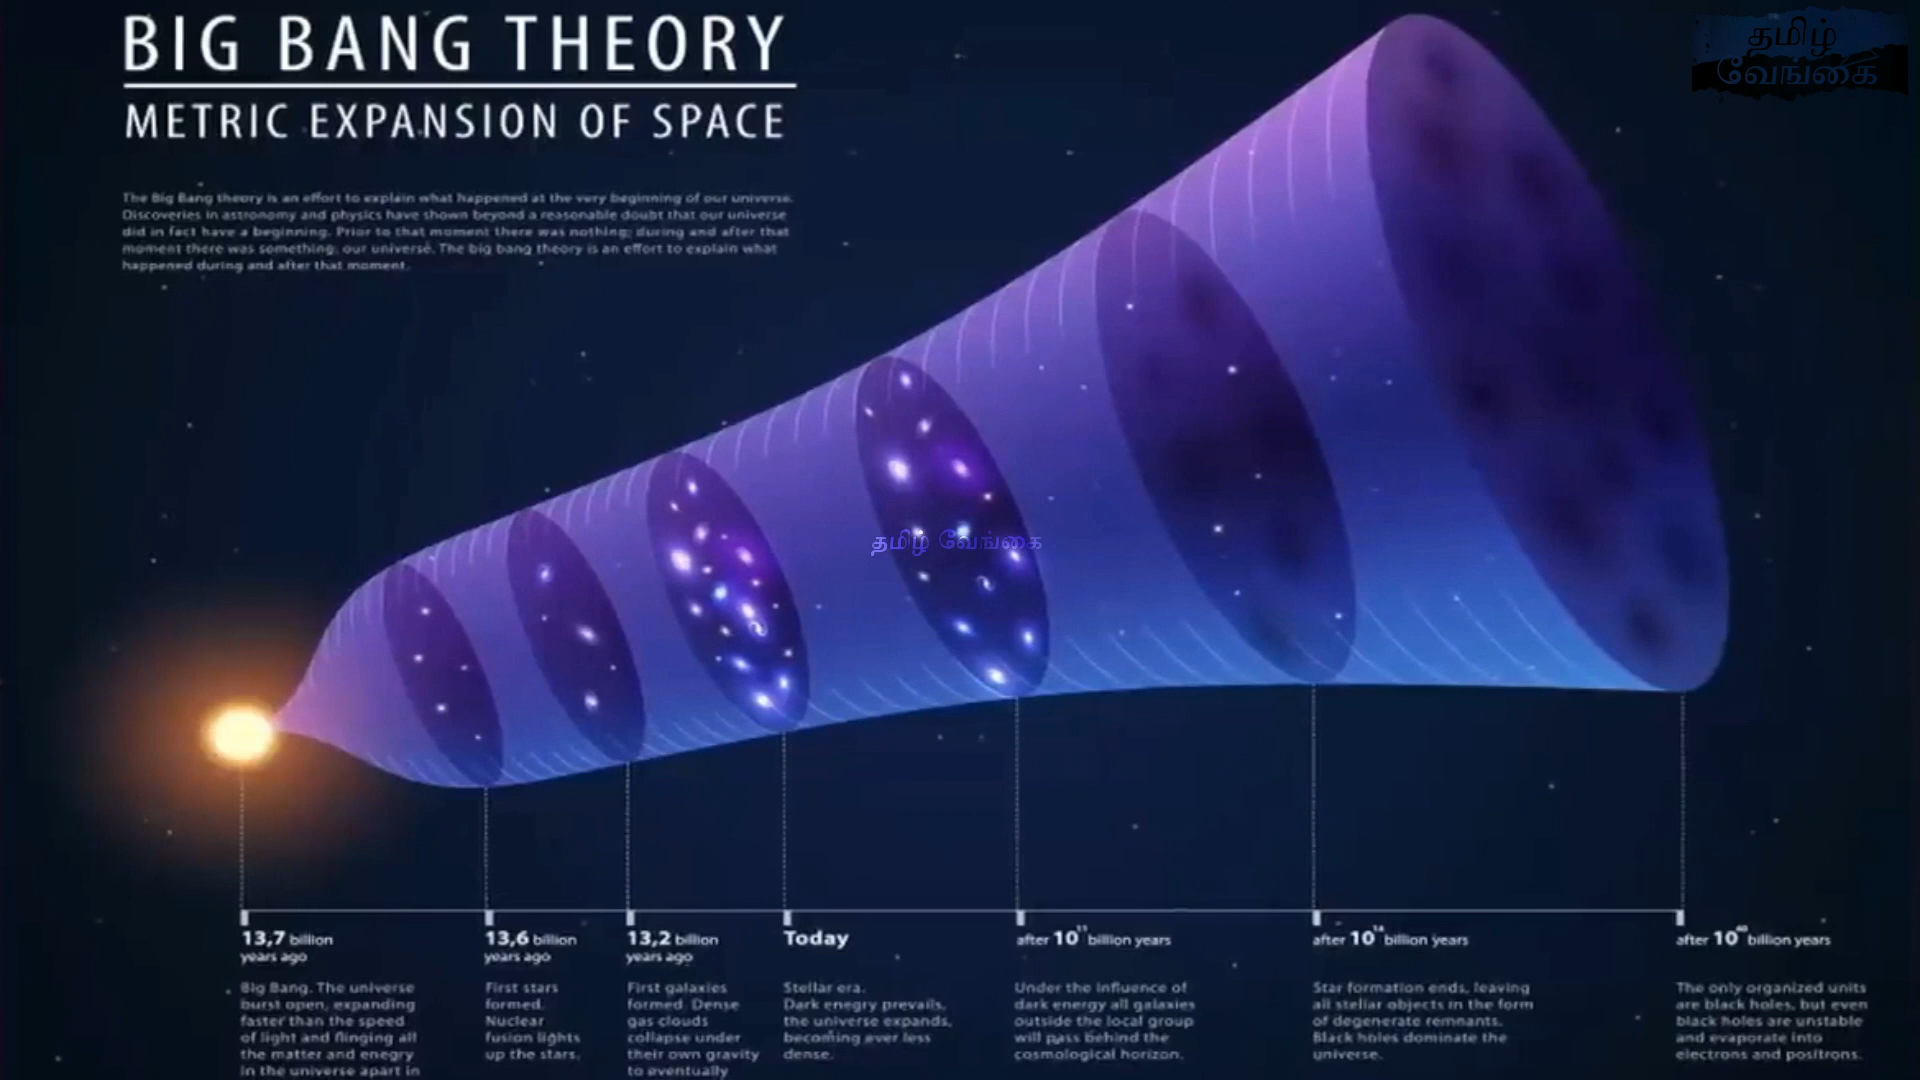 BIG BANG THEORY
METRIC EXPANSION OF SPACE
தமிழ்
வேங்கை
The Big Bang theory is an effort to explain what happened at the very beginning of our universe.
Discoveries in astronomy and physics have shown beyond a reasonable doubt that our universe
did in fact have a beginning. Prior to that moment there was nothing; during and after that
moment there was something: our universe. The big bang theory is an effort to explain what
happened during and after that moment.
தமிழ் வேங்கை
13,7 billion
years ago
Big Bang. The universe
burst open, expanding
faster than the speed
of light and flinging all
the matter and enegry
in the universe apart in
13,6 billion
years ago
First stars
formed.
Nuclear
fusion lights
up the stars.
13,2 billion
years ago
First galaxies
formed. Dense
gas clouds
collapse under
their own gravity
to eventually
Today
Stellar era.
Dark enegry prevails,
the universe expands,
becoming ever less
dense.
after 10¹¹ billion years
Under the influence of
dark energy all galaxies
outside the local group
will pass behind the
cosmological horizon.
after 10¹⁴ billion years
Star formation ends, leaving
all stellar objects in the form
of degenerate remnants.
Black holes dominate the
universe.
after 10⁴⁰ billion years
The only organized units
are black holes, but even
black holes are unstable
and evaporate into
electrons and positrons.